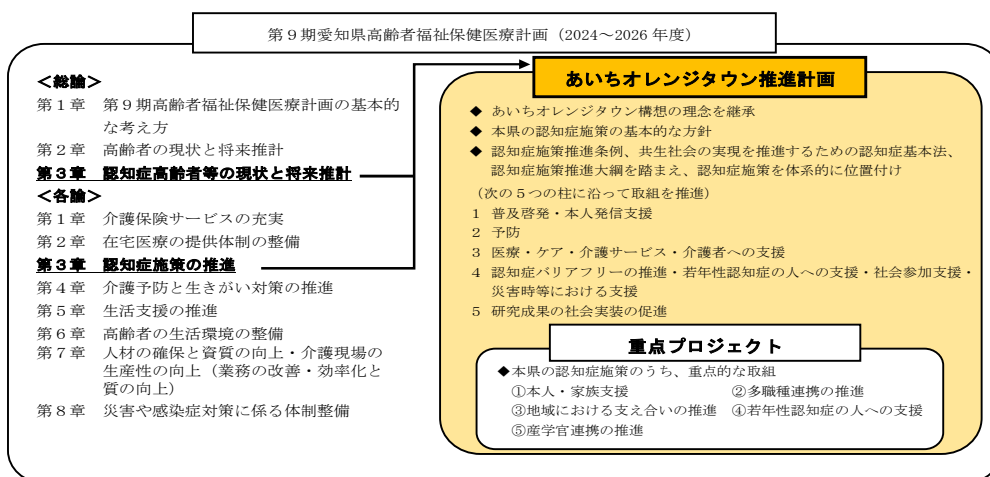 第９期愛知県高齢者福祉保健医療計画（2024～2026 年度）
＜総論＞
第１章　第９期高齢者福祉保健医療計画の基本的
な考え方
第２章　高齢者の現状と将来推計
第３章　認知症高齢者等の現状と将来推計
＜各論＞
第１章　介護保険サービスの充実
第２章　在宅医療の提供体制の整備
第３章　認知症施策の推進
第４章　介護予防と生きがい対策の推進
第５章　生活支援の推進
第６章　高齢者の生活環境の整備
第７章　人材の確保と資質の向上・介護現場の
生産性の向上（業務の改善・効率化と
質の向上）
第８章　災害や感染症対策に係る体制整備
あいちオレンジタウン推進計画
◆ あいちオレンジタウン構想の理念を継承
◆ 本県の認知症施策の基本的な方針
◆ 認知症施策推進条例、共生社会の実現を推進するための認知症基本法、
認知症施策推進大綱を踏まえ、認知症施策を体系的に位置付け
（次の５つの柱に沿って取組を推進）
1 普及啓発・本人発信支援
2 予防
3 医療・ケア・介護サービス・介護者への支援
4 認知症バリアフリーの推進・若年性認知症の人への支援・社会参加支援・
災害時等における支援
5 研究成果の社会実装の促進
重点プロジェクト
◆本県の認知症施策のうち、重点的な取組
①本人・家族支援　②多職種連携の推進
③地域における支え合いの推進　④若年性認知症の人への支援
⑤産学官連携の推進